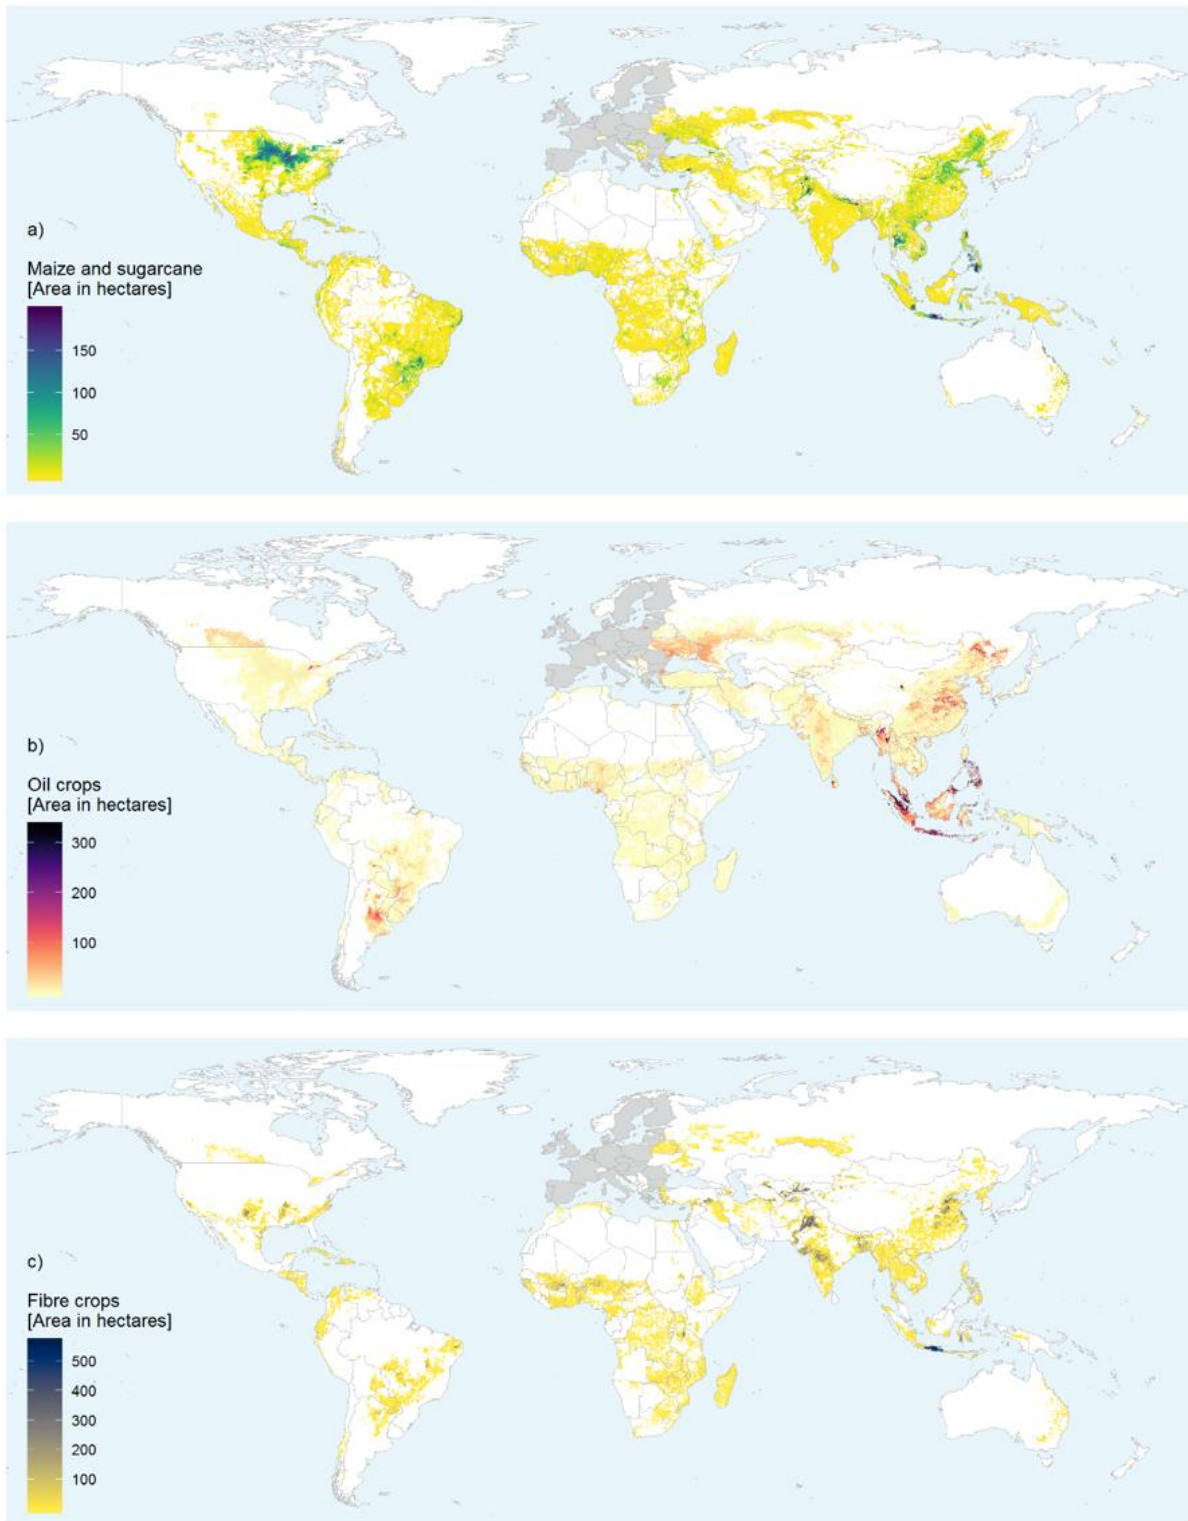 a)
Maize and sugarcane
[Area in hectares]
150
100
50
b)
Oil crops
[Area in hectares]
300
200
100
c)
Fibre crops
[Area in hectares]
500
400
300
200
100